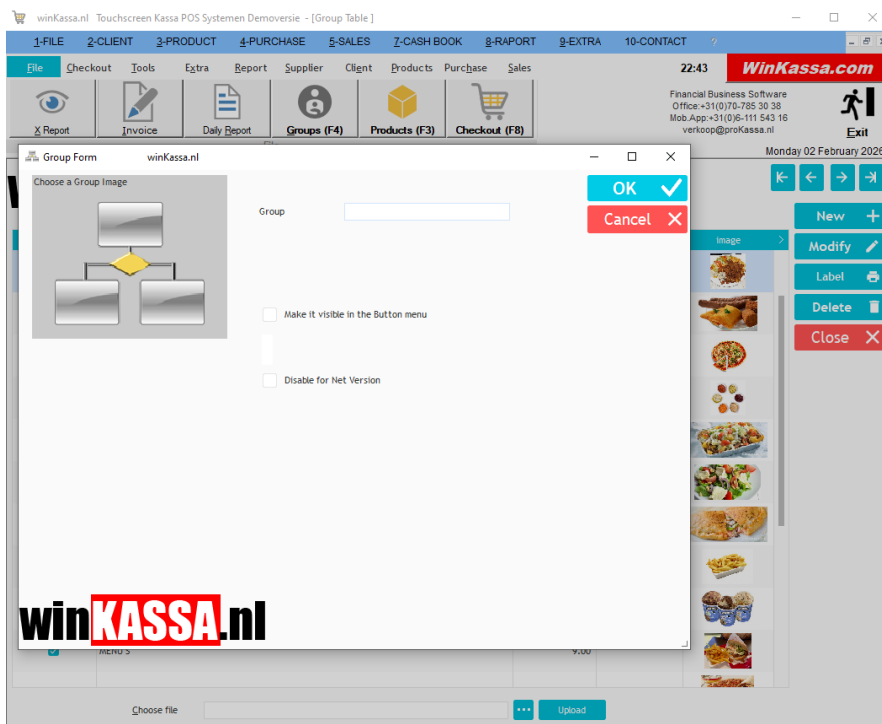 winKassa.nl Touchscreen Kassa POS Systemen Demoversie - [Group Table ]
1-FILE 2-CLIENT 3-PRODUCT 4-PURCHASE 5-SALES 7-CASH BOOK 8-RAPORT 9-EXTRA 10-CONTACT ?
File Checkout Tools Extra Report Supplier Client Products Purchase Sales 22:43 WinKassa.com
X Report Invoice Daily Report Groups (F4) Products (F3) Checkout (F8)
Financial Business Software
Office:+31(0)70-785 30 38
Mob.App:+31(0)6-111 543 16
verkoop@proKassa.nl
Exit
Monday 02 February 2026
Group Form winKassa.nl
Choose a Group Image
Group
OK
Cancel
Make it visible in the Button menu
Disable for Net Version
winKASSA.nl
Image
New
Modify
Label
Delete
Close
MENU'S 9.00
Choose file ... Upload